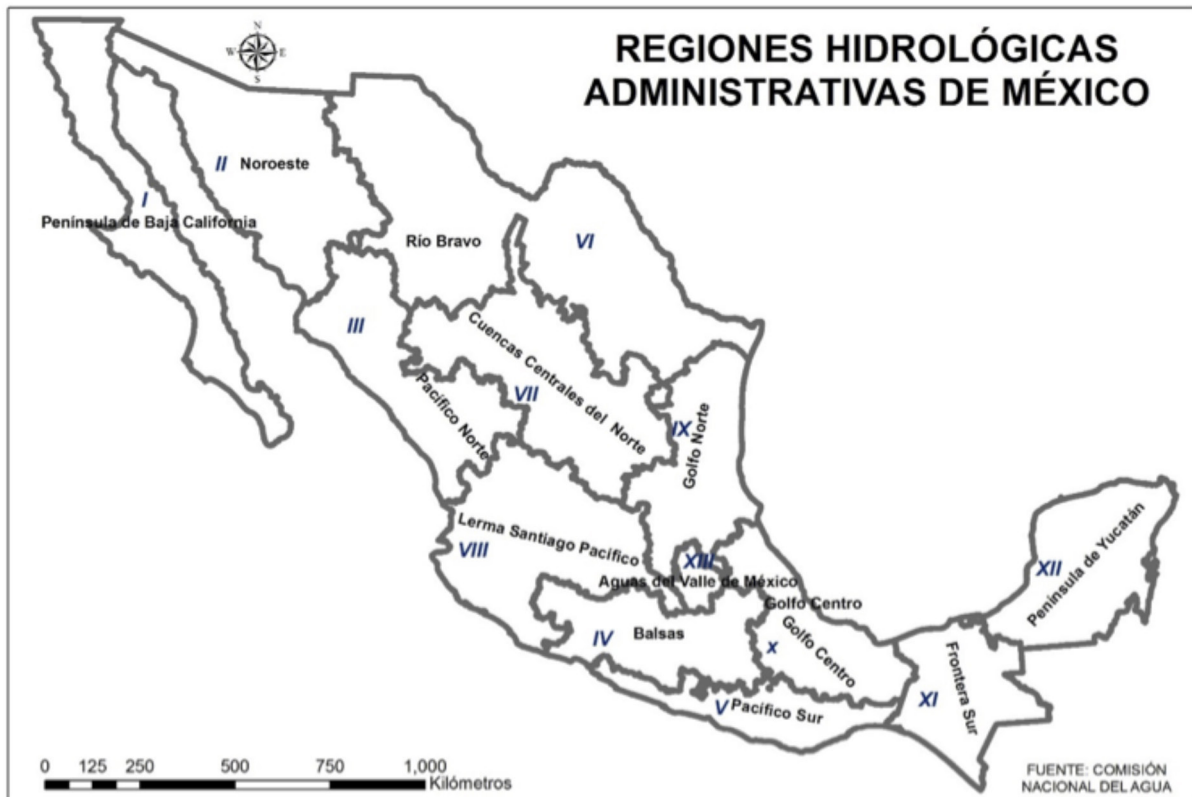 REGIONES HIDROLÓGICAS
ADMINISTRATIVAS DE MÉXICO
N
W E
S
II Noroeste
I
Península de Baja California
Río Bravo
VI
III
Cuencas Centrales del Norte
VII
Pacífico Norte
IX
Golfo Norte
Lerma Santiago Pacífico
VIII
XIII
Aguas del Valle de México
XII
Península de Yucatán
Golfo Centro
Golfo Centro
x
IV Balsas
V Pacífico Sur
XI
Frontera Sur
0 125 250 500 750 1,000
Kilómetros
FUENTE: COMISIÓN
NACIONAL DEL AGUA